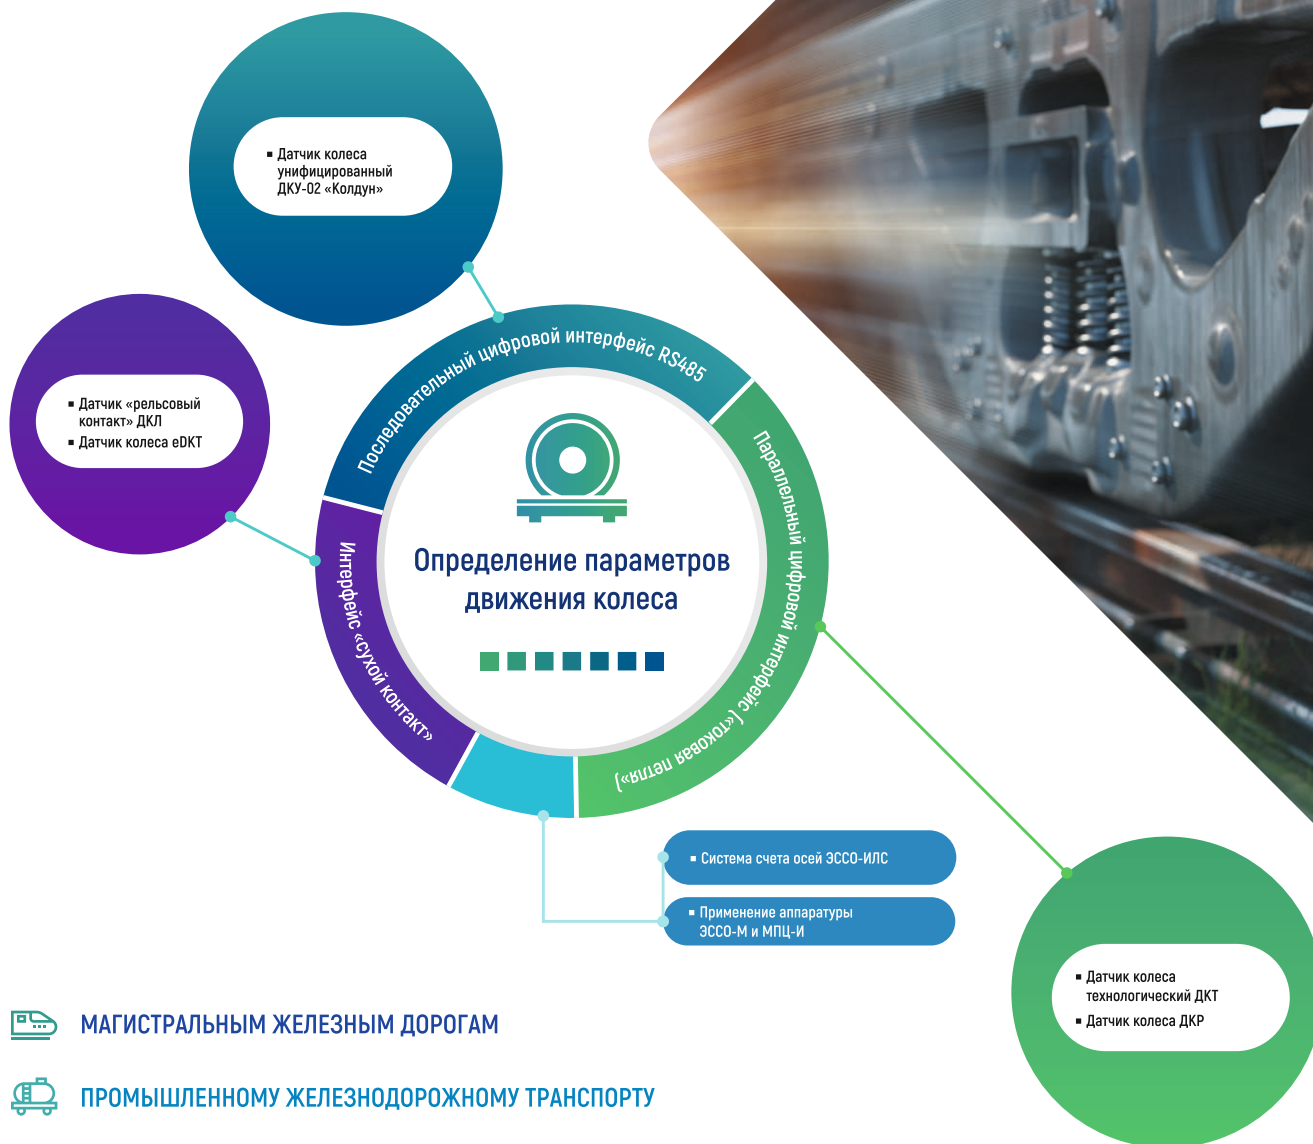 ▪ Датчик колеса
унифицированный
ДКУ-02 «Колдун»
▪ Датчик «рельсовый
контакт» ДКЛ
▪ Датчик колеса eDKT
Последовательный цифровой интерфейс RS485
Параллельный цифровой интерфейс («токовая петля»)
Интерфейс «сухой контакт»
Определение параметров
движения колеса
▪ Система счета осей ЭССО-ИЛС
▪ Применение аппаратуры
ЭССО-М и МПЦ-И
▪ Датчик колеса
технологический ДКТ
▪ Датчик колеса ДКР
МАГИСТРАЛЬНЫМ ЖЕЛЕЗНЫМ ДОРОГАМ
ПРОМЫШЛЕННОМУ ЖЕЛЕЗНОДОРОЖНОМУ ТРАНСПОРТУ